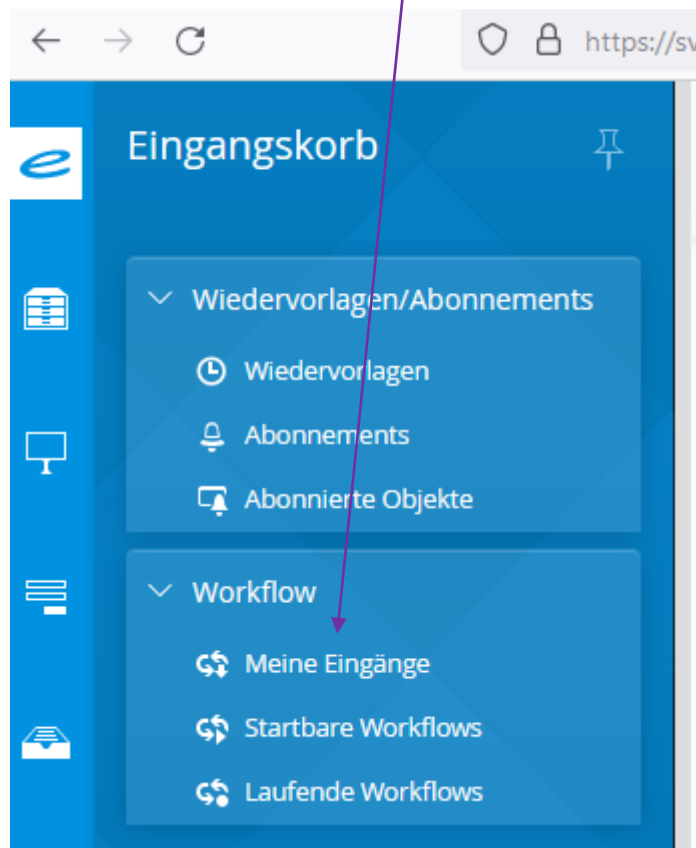 https://sv
Eingangskorb
Wiedervorlagen/Abonnements
Wiedervorlagen
Abonnements
Abonnierte Objekte
Workflow
Meine Eingänge
Startbare Workflows
Laufende Workflows